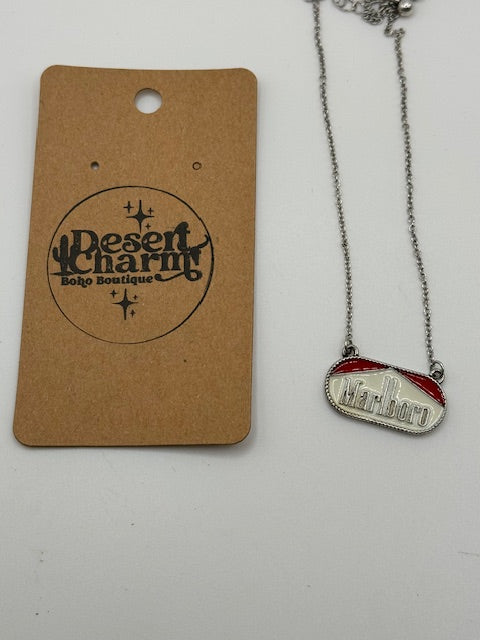 Desert
Charm
Boho Boutique
Marlboro